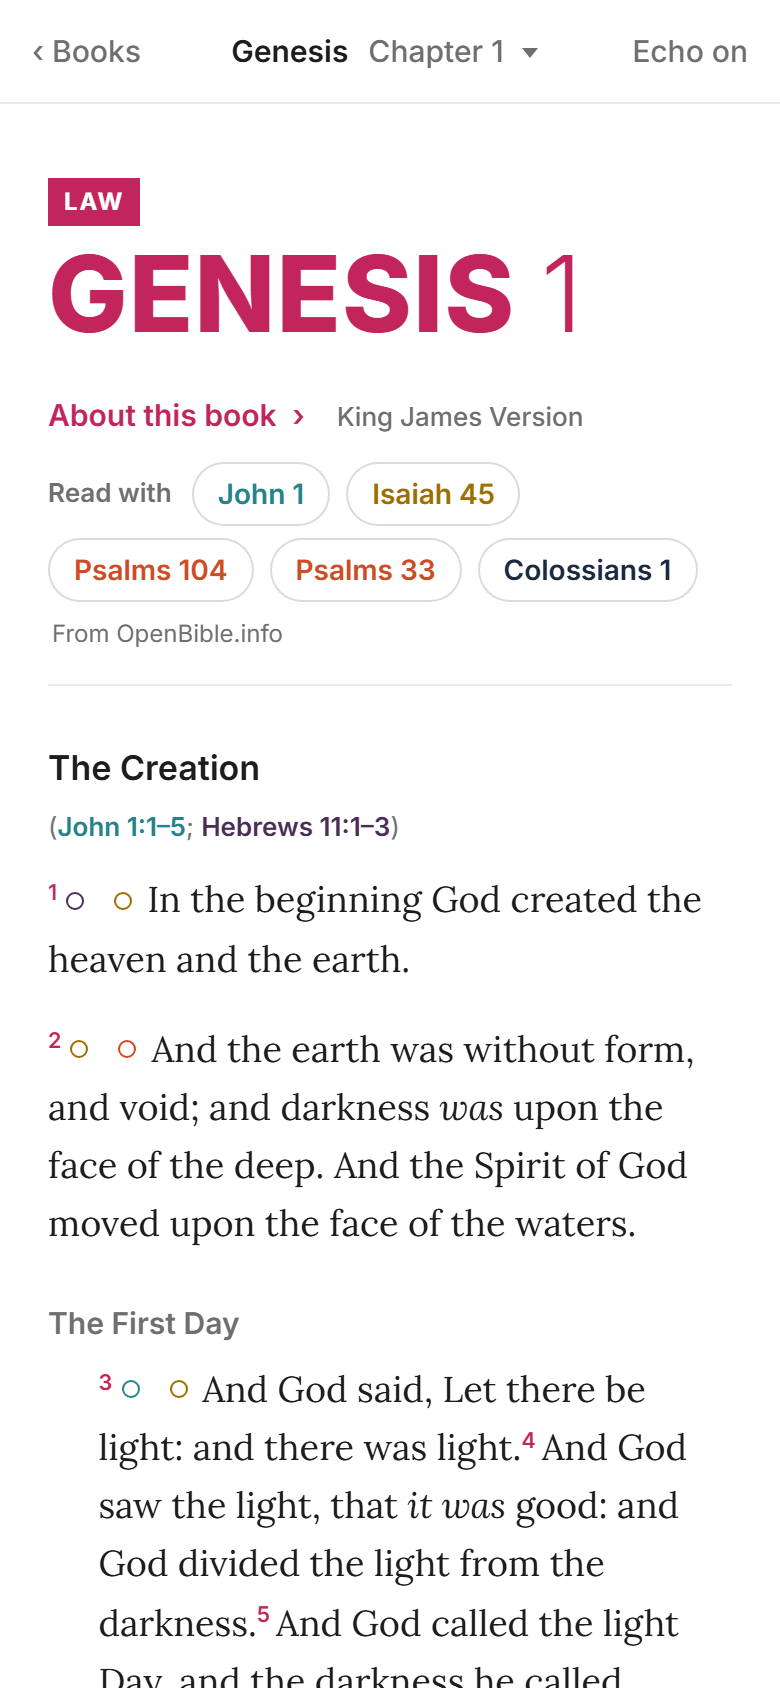 ‹ Books Genesis Chapter 1 Echo on
LAW
GENESIS 1
About this book › King James Version
Read with John 1 Isaiah 45
Psalms 104 Psalms 33 Colossians 1
From OpenBible.info
The Creation
(John 1:1–5; Hebrews 11:1–3)
1 In the beginning God created the
heaven and the earth.
2 And the earth was without form,
and void; and darkness was upon the
face of the deep. And the Spirit of God
moved upon the face of the waters.
The First Day
3 And God said, Let there be
light: and there was light.4 And God
saw the light, that it was good: and
God divided the light from the
darkness.5 And God called the light
Day, and the darkness he called